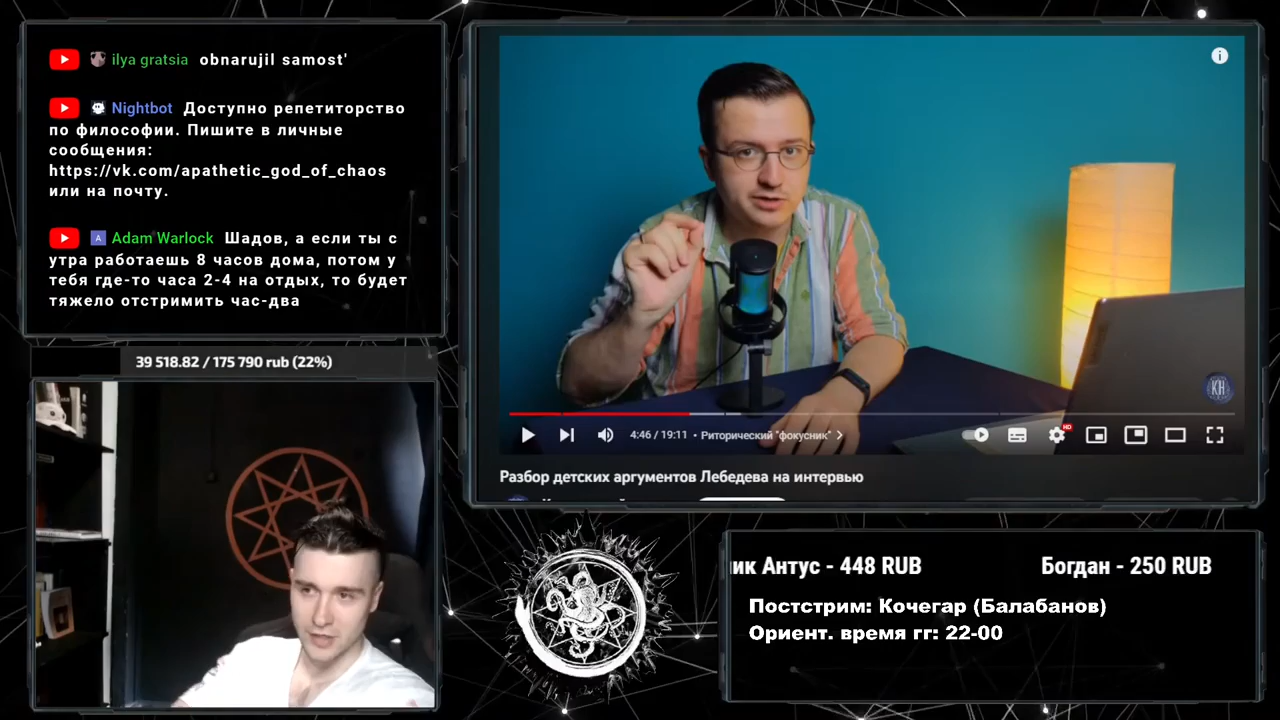 ilya gratsia obnarujil samost'
Nightbot Доступно репетиторство
по философии. Пишите в личные
сообщения:
https://vk.com/apathetic_god_of_chaos
или на почту.
A Adam Warlock Шадов, а если ты с
утра работаешь 8 часов дома, потом у
тебя где-то часа 2-4 на отдых, то будет
тяжело отстримить час-два
39 518.82 / 175 790 rub (22%)
KH
4:46 / 19:11 • Риторический "фокусник"
HD
Разбор детских аргументов Лебедева на интервью
ик Антус - 448 RUB
Богдан - 250 RUB
Постстрим: Кочегар (Балабанов)
Ориент. время гг: 22-00